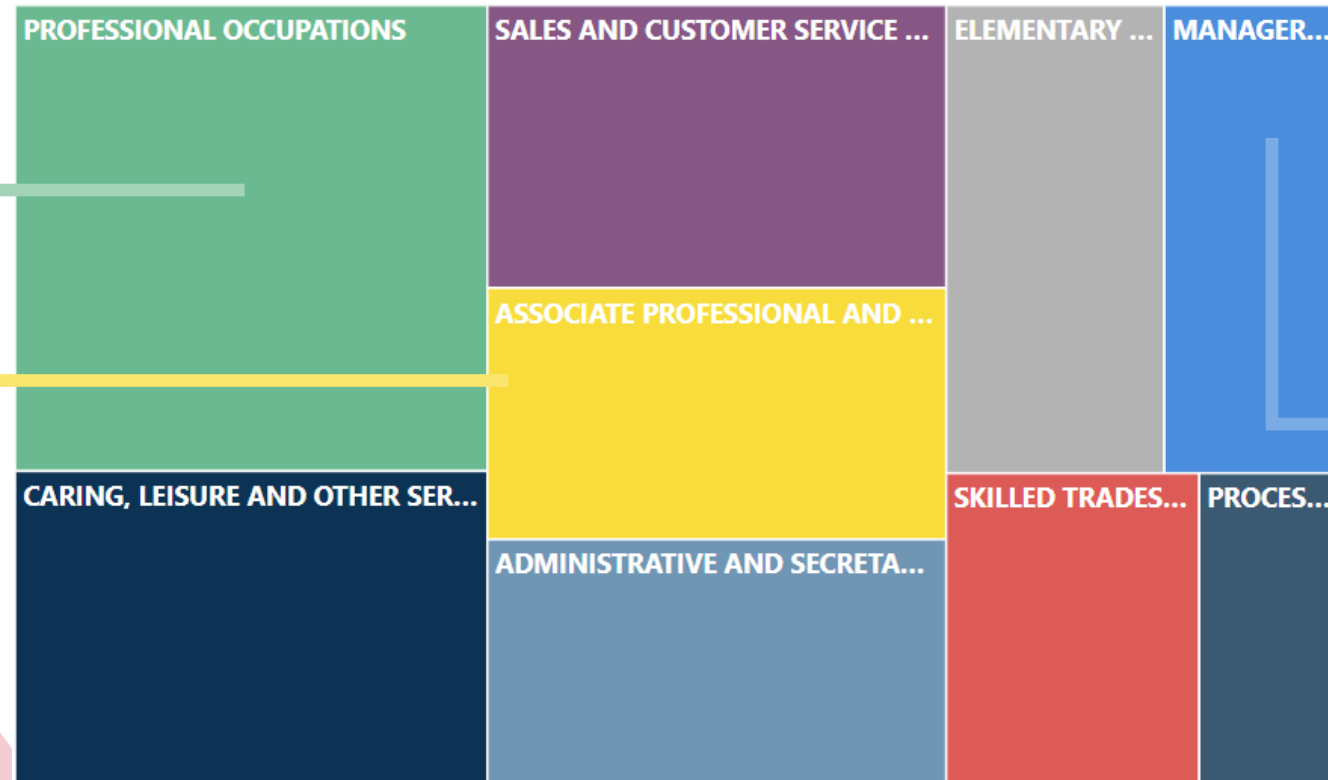 PROFESSIONAL OCCUPATIONS
SALES AND CUSTOMER SERVICE ...
ELEMENTARY ...
MANAGER...
ASSOCIATE PROFESSIONAL AND ...
CARING, LEISURE AND OTHER SER...
SKILLED TRADES...
PROCES...
ADMINISTRATIVE AND SECRETA...